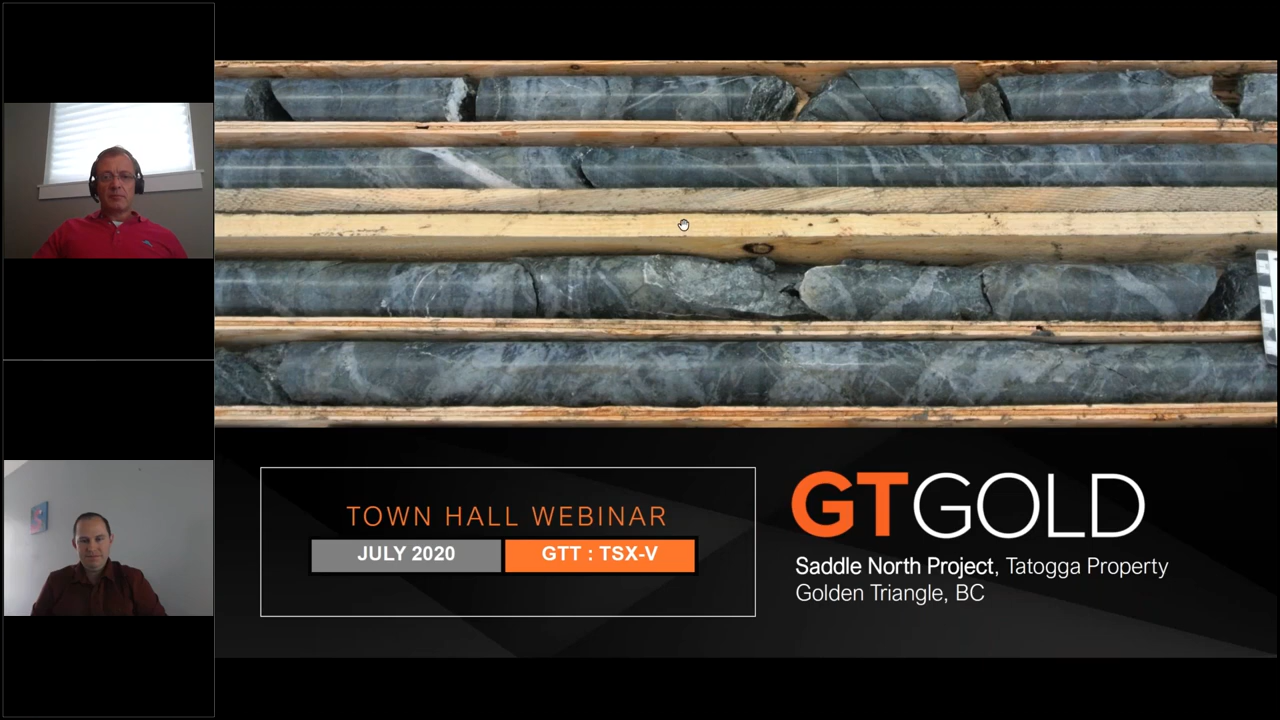 TOWN HALL WEBINAR
JULY 2020
GTT : TSX-V
GTGOLD
Saddle North Project, Tatogga Property
Golden Triangle, BC